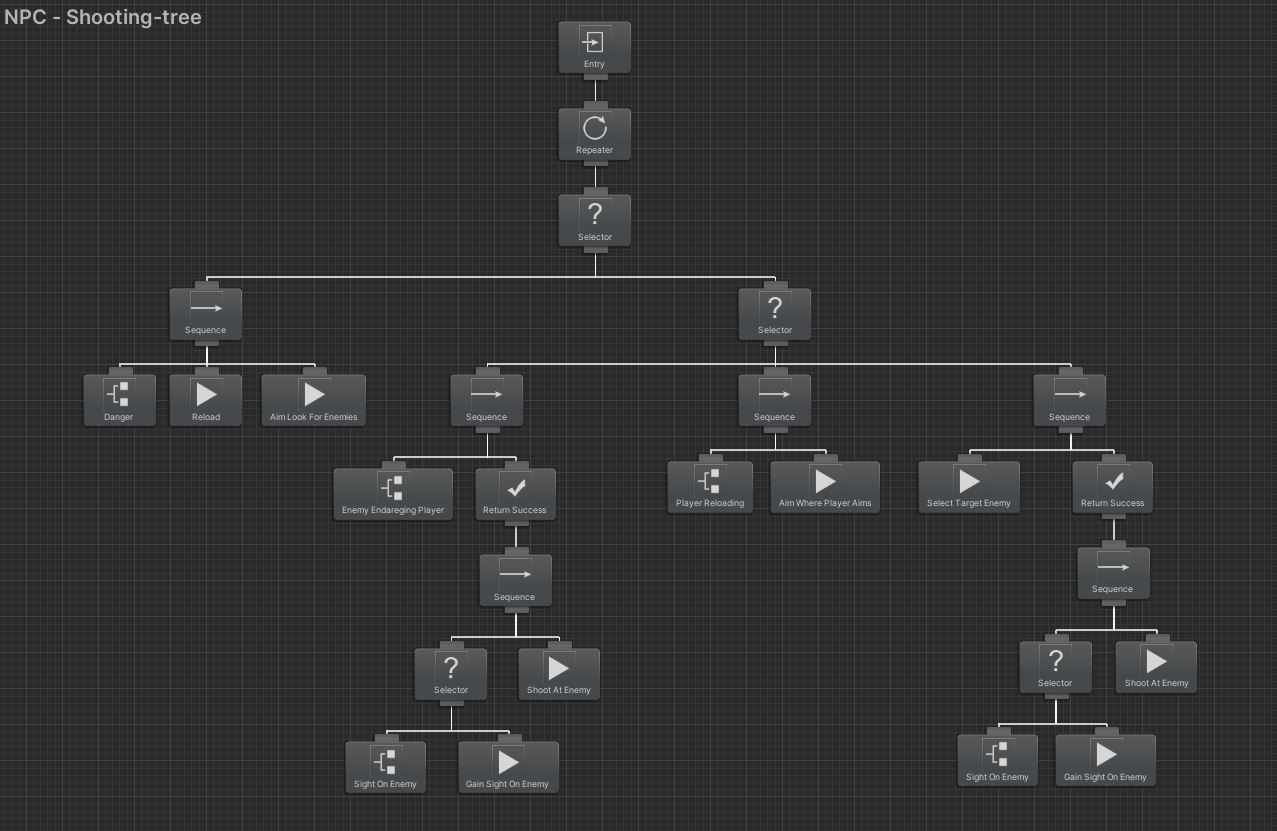 NPC - Shooting-tree
Entry
Repeater
Selector
Sequence
Selector
Danger
Reload
Aim Look For Enemies
Sequence
Sequence
Sequence
Enemy Endareging Player
Return Success
Player Reloading
Aim Where Player Aims
Select Target Enemy
Return Success
Sequence
Sequence
Selector
Shoot At Enemy
Selector
Shoot At Enemy
Sight On Enemy
Gain Sight On Enemy
Sight On Enemy
Gain Sight On Enemy